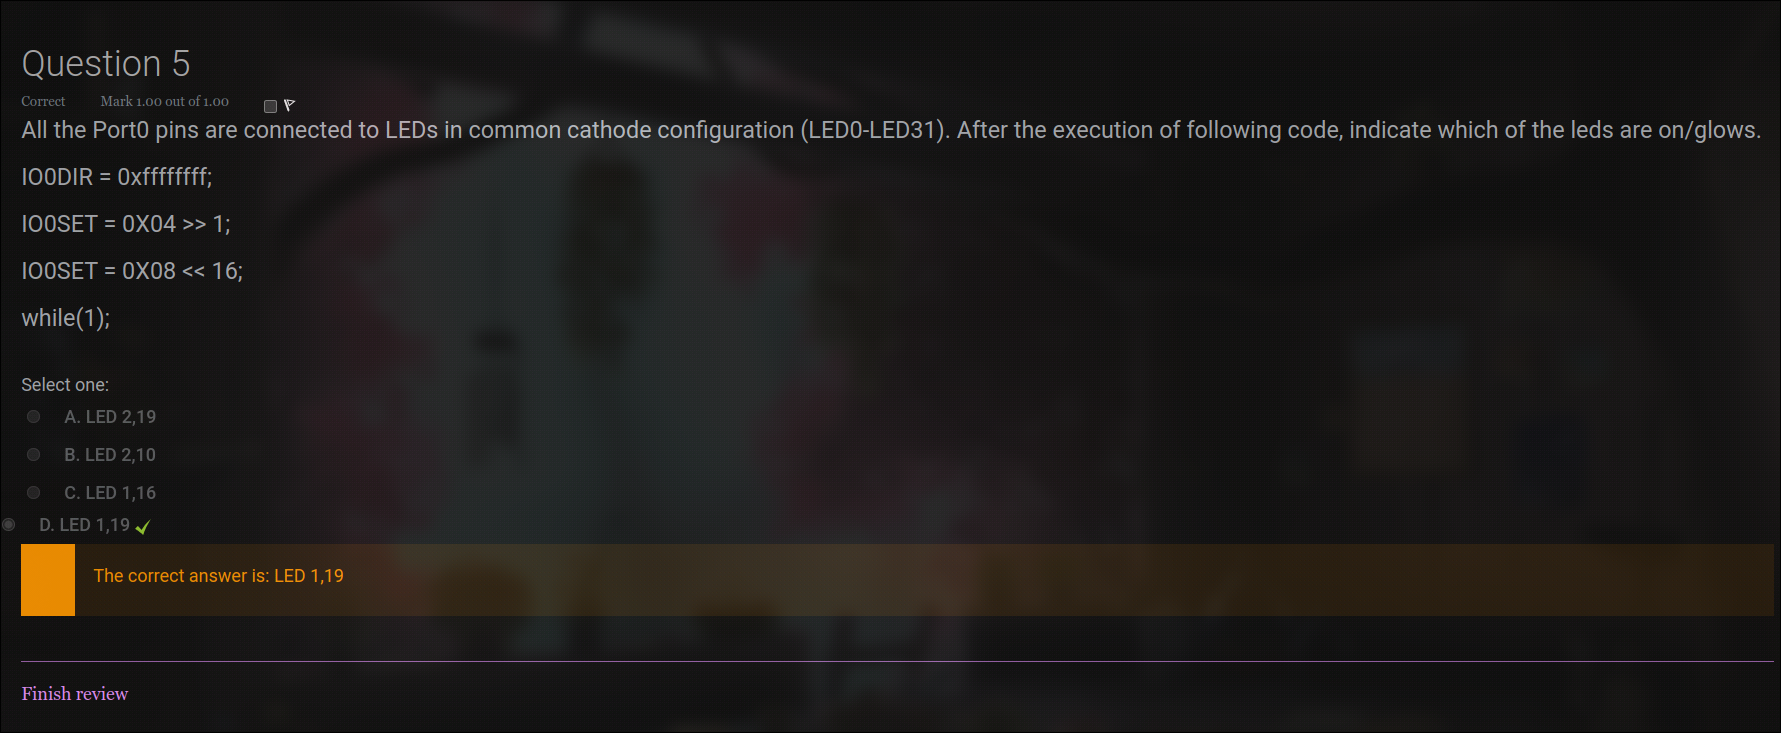 Question 5
Correct Mark 1.00 out of 1.00
All the Port0 pins are connected to LEDs in common cathode configuration (LED0-LED31). After the execution of following code, indicate which of the leds are on/glows.
IO0DIR = 0xffffffff;
IO0SET = 0X04 >> 1;
IO0SET = 0X08 << 16;
while(1);
Select one:
A. LED 2,19
B. LED 2,10
C. LED 1,16
D. LED 1,19
The correct answer is: LED 1,19
Finish review